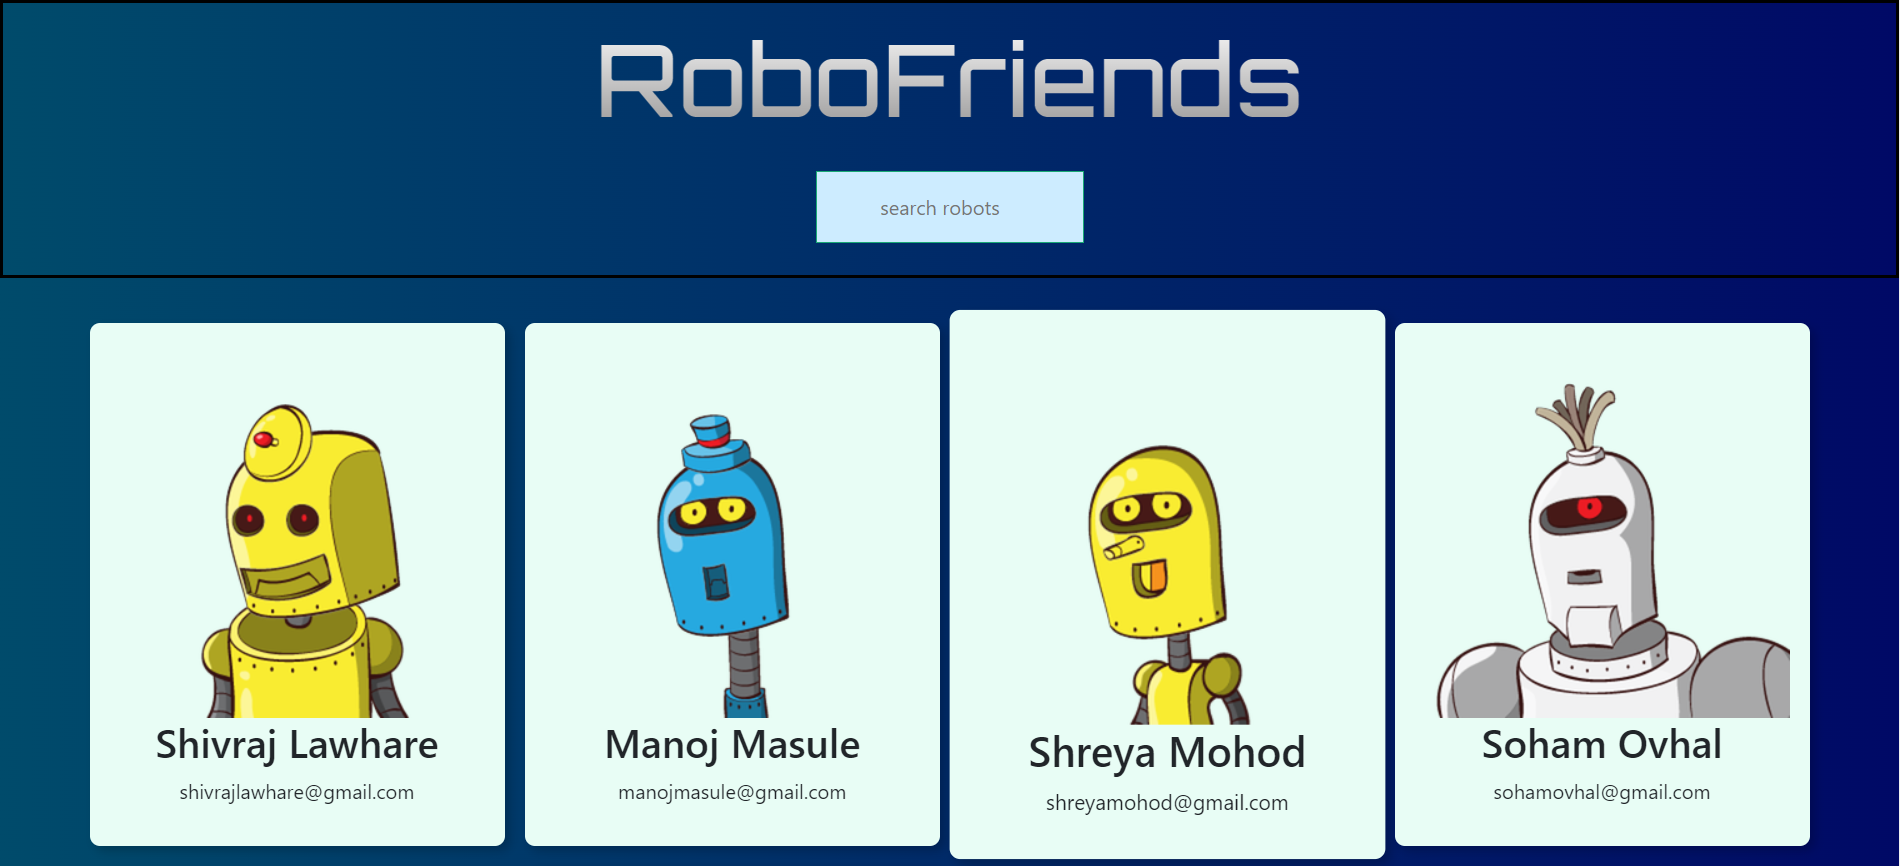 RoboFriends
search robots
Shivraj Lawhare
shivrajlawhare@gmail.com
Manoj Masule
manojmasule@gmail.com
Shreya Mohod
shreyamohod@gmail.com
Soham Ovhal
sohamovhal@gmail.com